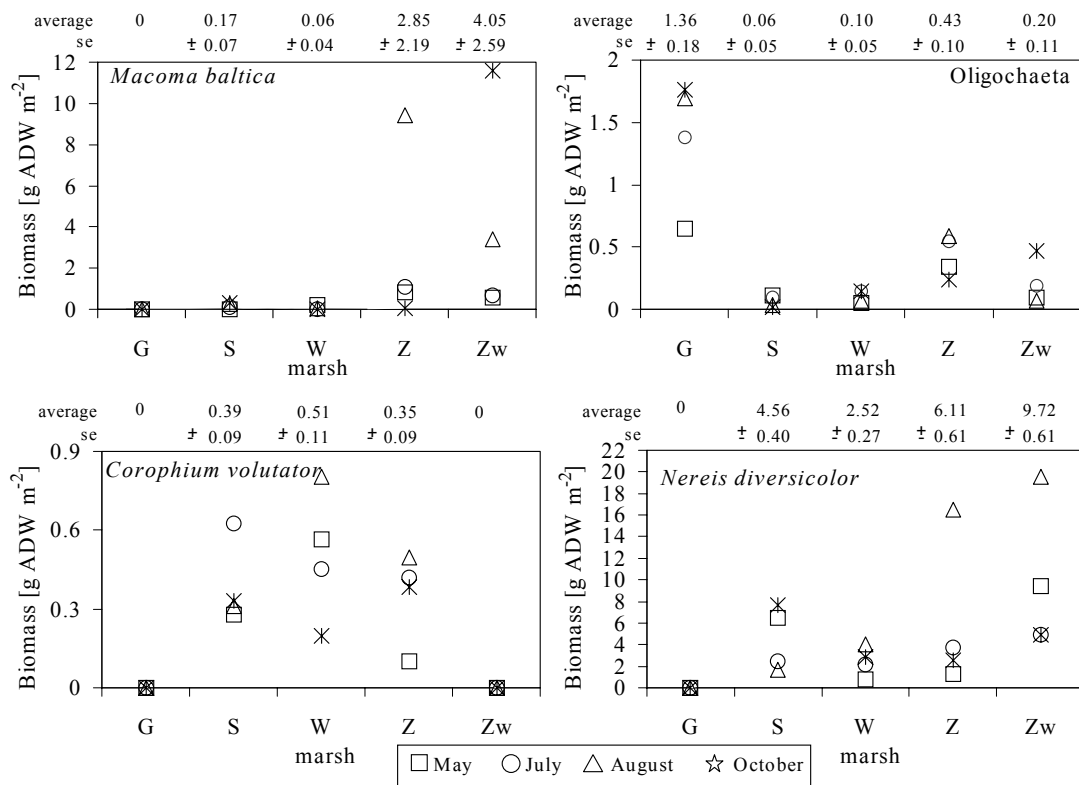 average 0 0.17 0.06 2.85 4.05
se ± 0.07 ± 0.04 ± 2.19 ± 2.59
Macoma baltica
Biomass [g ADW m-2]
12
10
8
6
4
2
0
G S W Z Zw
marsh
1.36 0.06 0.10 0.43 0.20
± 0.18 ± 0.05 ± 0.05 ± 0.10 ± 0.11
Oligochaeta
Biomass [g ADW m-2]
2
1.5
1
0.5
0
G S W Z Zw
marsh
average 0 0.39 0.51 0.35 0
se ± 0.09 ± 0.11 ± 0.09
Corophium volutator
Biomass [g ADW m-2]
0.9
0.6
0.3
0
G S W Z Zw
marsh
average 0 4.56 2.52 6.11 9.72
se ± 0.40 ± 0.27 ± 0.61 ± 0.61
Nereis diversicolor
Biomass [g ADW m-2]
22
20
18
16
14
12
10
8
6
4
2
0
G S W Z Zw
marsh
May July August October